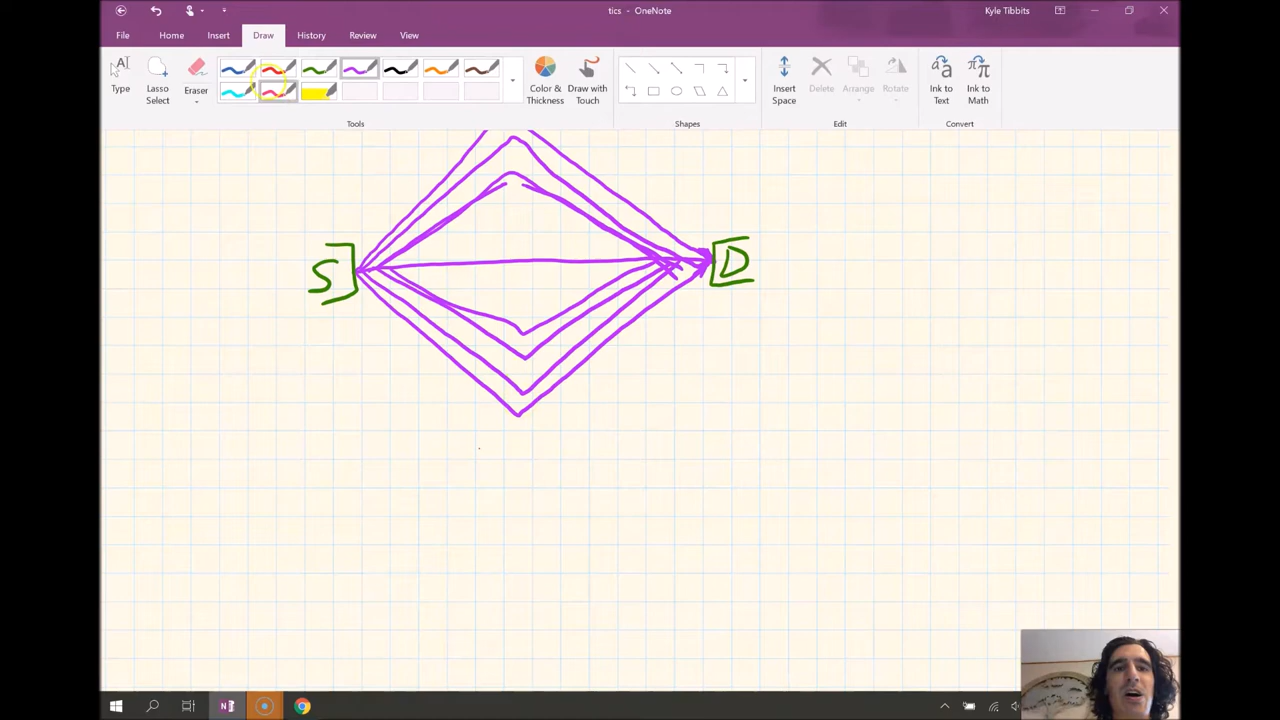 tics - OneNote
Kyle Tibbits
File Home Insert Draw History Review View
Type
Lasso Select
Eraser
Color & Thickness
Draw with Touch
Insert Space
Delete
Arrange
Rotate
Ink to Text
Ink to Math
Tools
Shapes
Edit
Convert
S
D